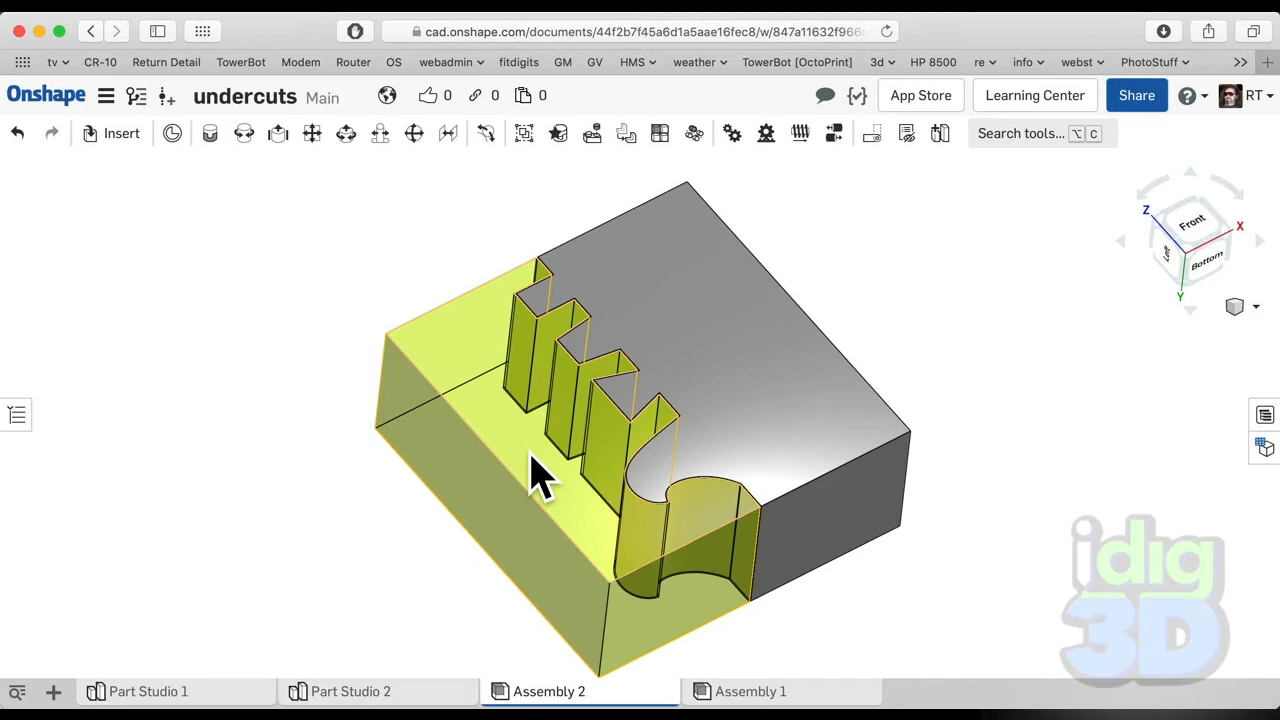 cad.onshape.com/documents/44f2b7f45a6d1a5aae16fec8/w/847a11632f966c
tv CR-10 Return Detail TowerBot Modem Router OS webadmin fitdigits GM GV HMS weather TowerBot [OctoPrint] 3d HP 8500 re info webst PhotoStuff
Onshape undercuts Main 0 0 0 App Store Learning Center Share RT
Insert Search tools... ⌥ C
Z Front X
Left Bottom
Y
idig
3D
Part Studio 1 Part Studio 2 Assembly 2 Assembly 1